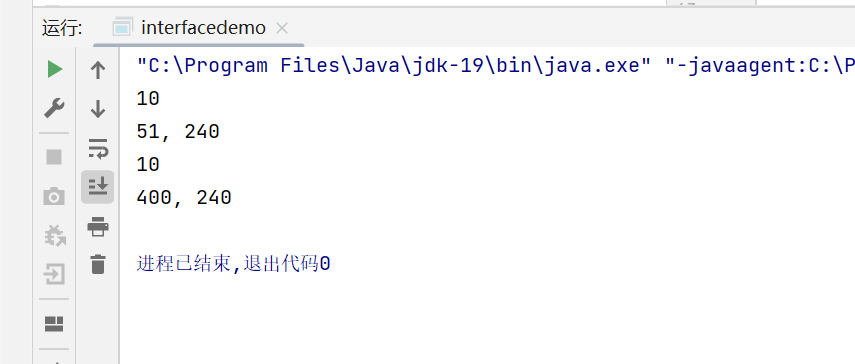 运行:
interfacedemo
"C:\Program Files\Java\jdk-19\bin\java.exe" "-javaagent:C:\P
10
51, 240
10
400, 240
进程已结束,退出代码0